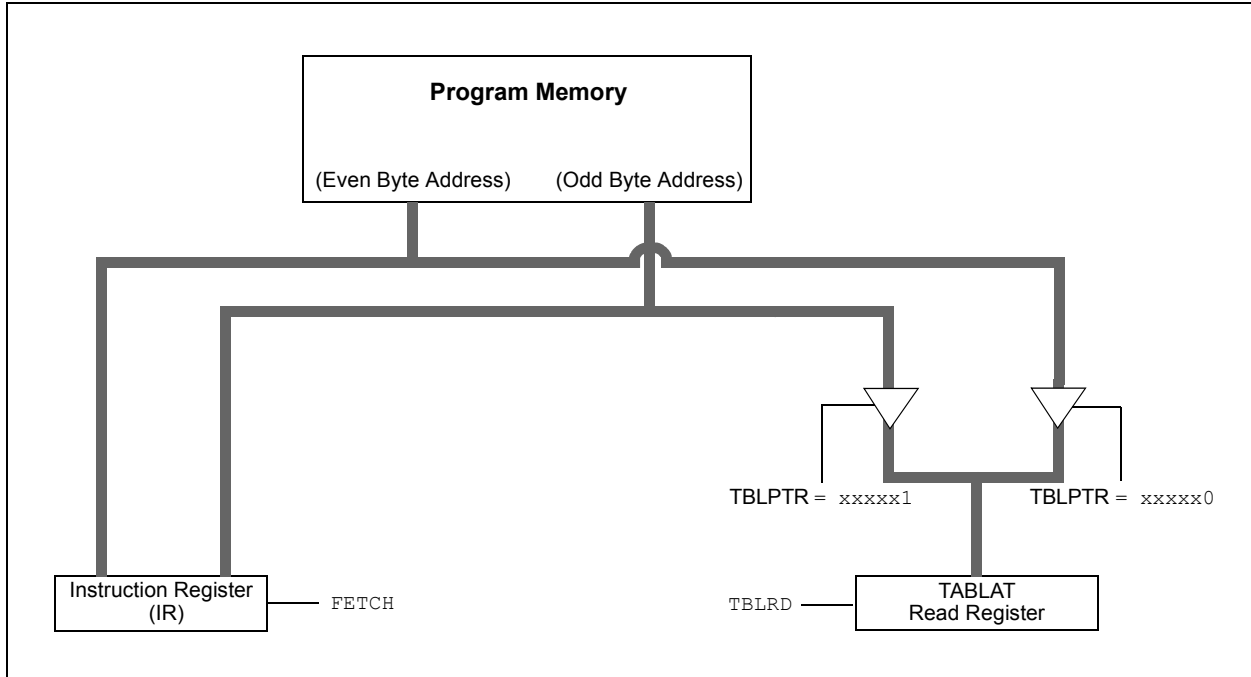 Program Memory
(Even Byte Address) (Odd Byte Address)
TBLPTR = xxxxx1 TBLPTR = xxxxx0
Instruction Register
(IR)
FETCH
TBLRD
TABLAT
Read Register